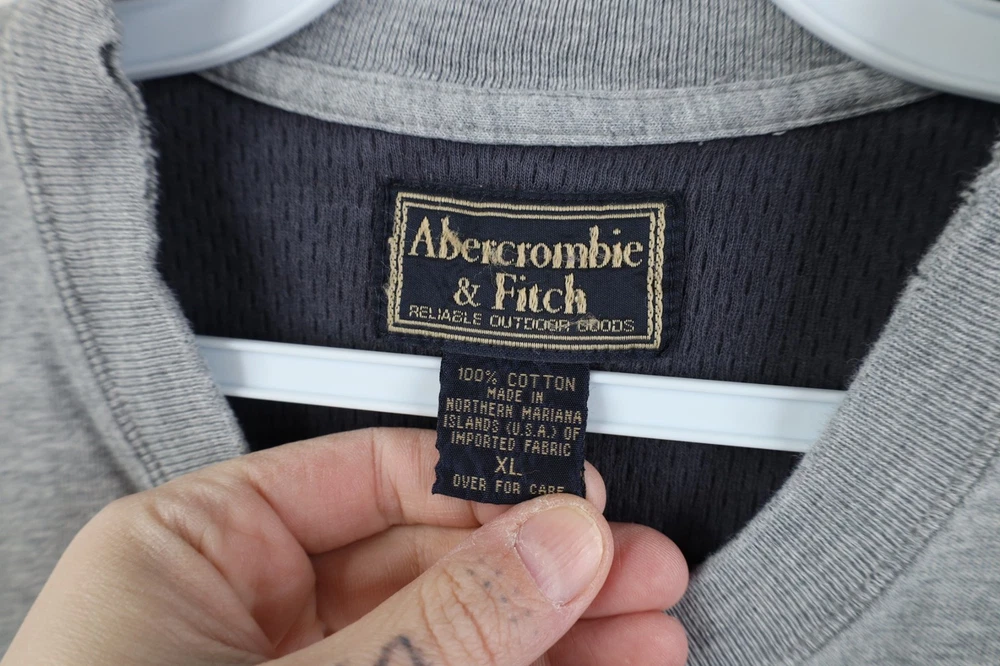 Abercrombie
& Fitch
RELIABLE OUTDOOR GOODS
100% COTTON
MADE IN
NORTHERN MARIANA
ISLANDS (U.S.A.) OF
IMPORTED FABRIC
XL
OVER FOR CARE